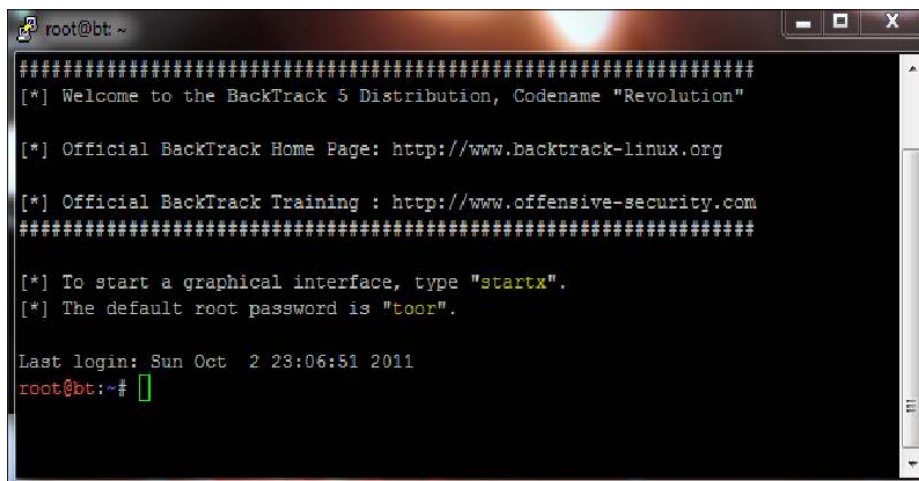 root@bt: ~
####################################################################
[*] Welcome to the BackTrack 5 Distribution, Codename "Revolution"
[*] Official BackTrack Home Page: http://www.backtrack-linux.org
[*] Official BackTrack Training : http://www.offensive-security.com
####################################################################
[*] To start a graphical interface, type "startx".
[*] The default root password is "toor".
Last login: Sun Oct  2 23:06:51 2011
root@bt:~#